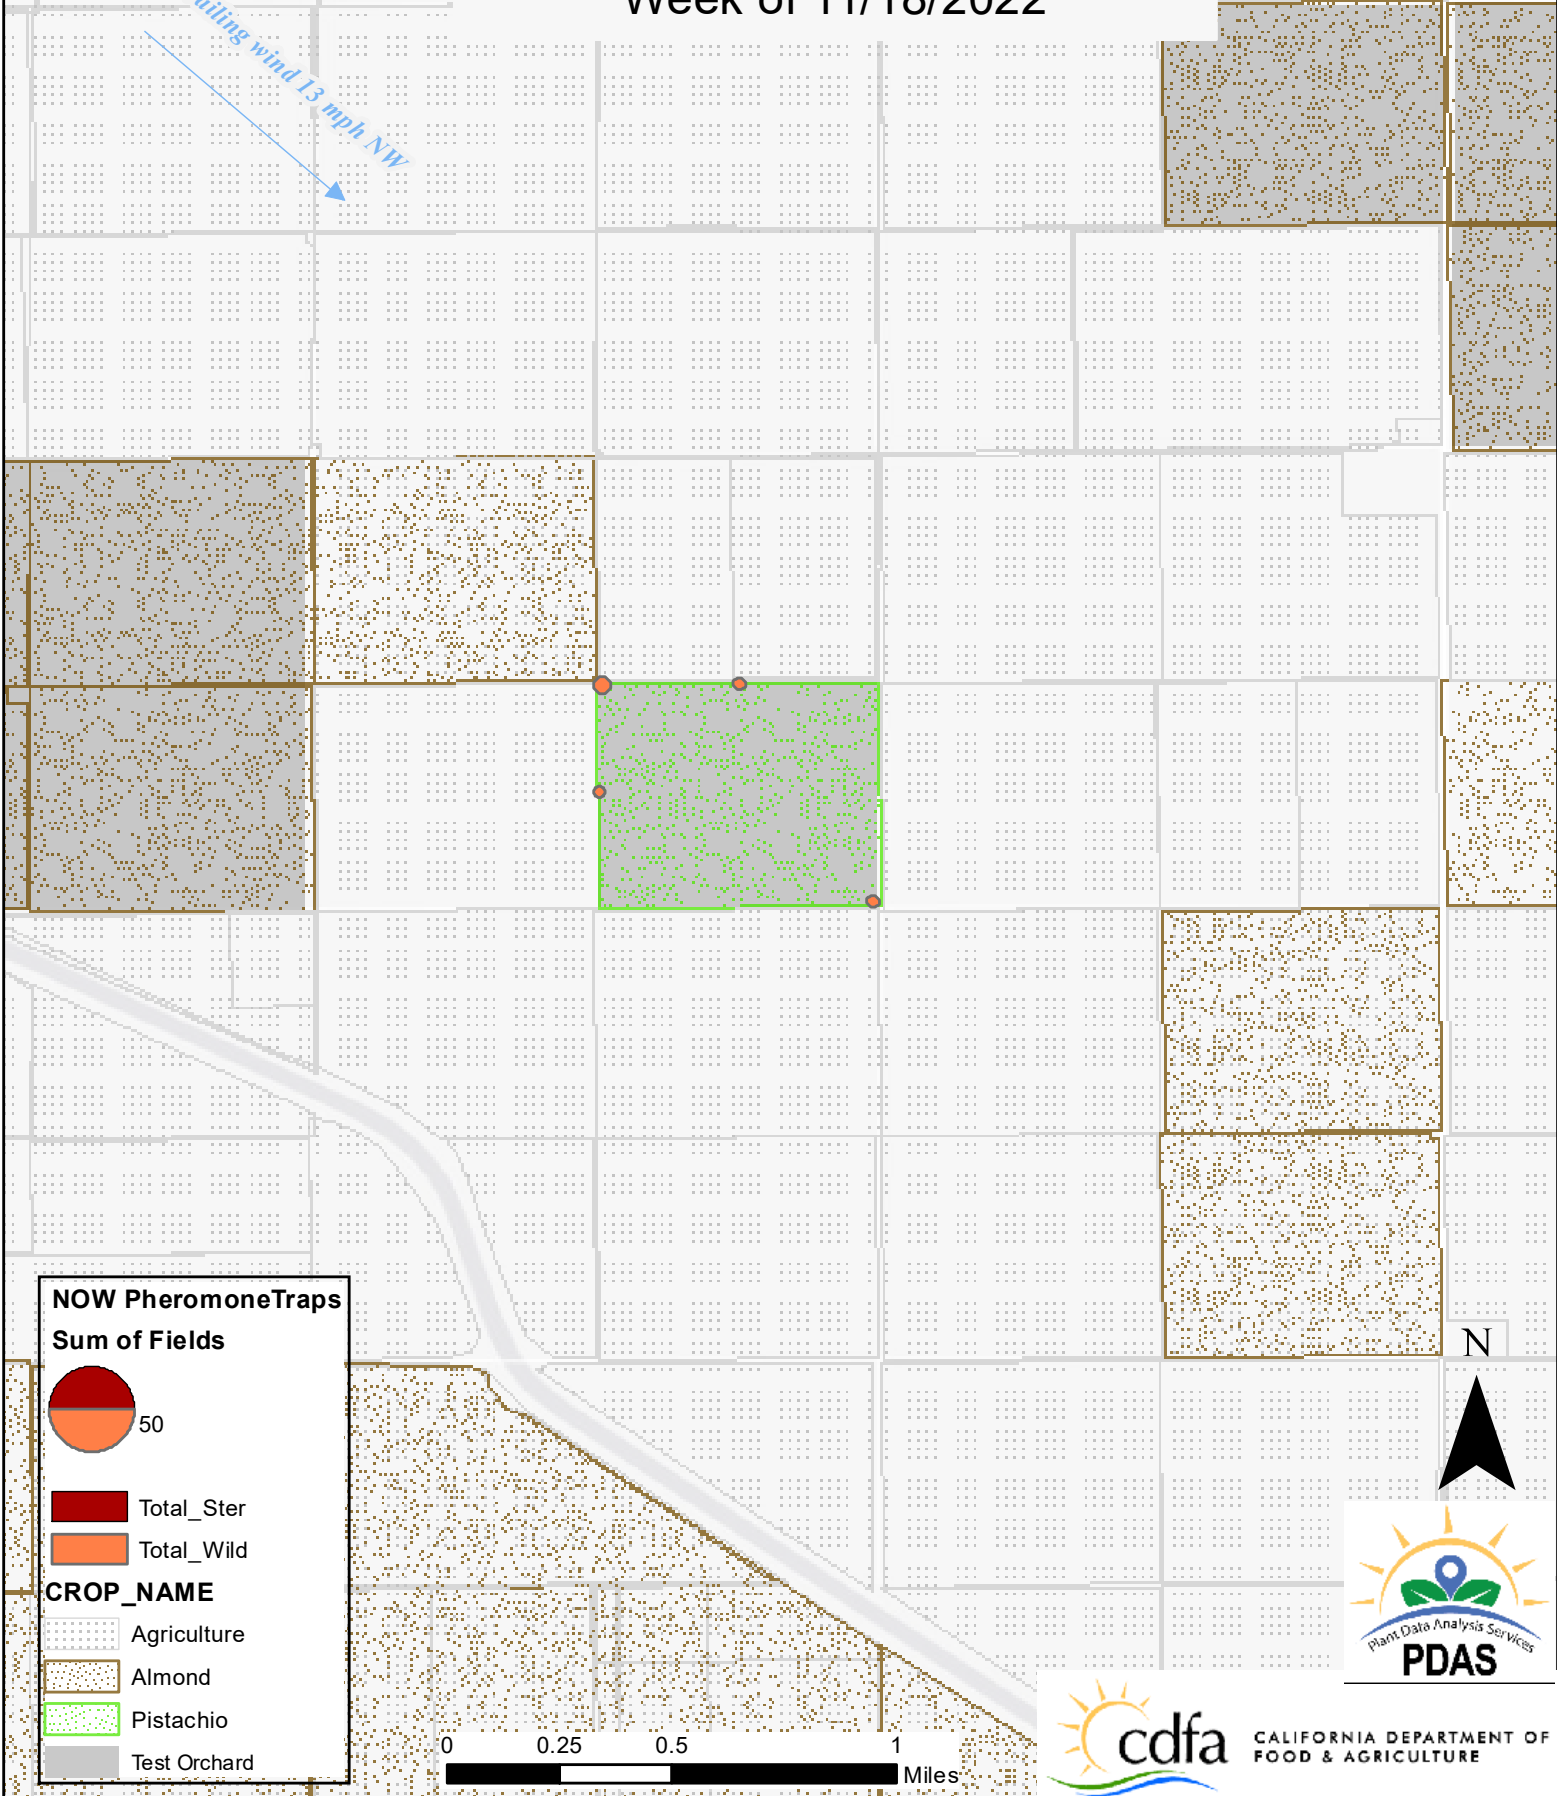 Week of 11/18/2022
ailing wind 13 mph NW
NOW PheromoneTraps
Sum of Fields
50
Total_Ster
Total_Wild
CROP_NAME
Agriculture
Almond
Pistachio
Test Orchard
0 0.25 0.5 1
Miles
N
Plant Data Analysis Services
PDAS
cdfa
CALIFORNIA DEPARTMENT OF
FOOD & AGRICULTURE